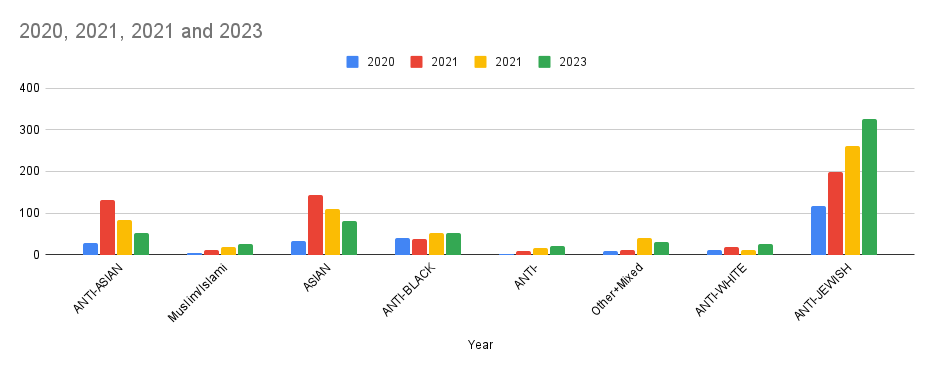 2020, 2021, 2021 and 2023
2020 2021 2021 2023
400
300
200
100
0
ANTI-ASIAN
Muslim/Islami
ASIAN
ANTI-BLACK
ANTI-
Other+Mixed
ANTI-WHITE
ANTI-JEWISH
Year